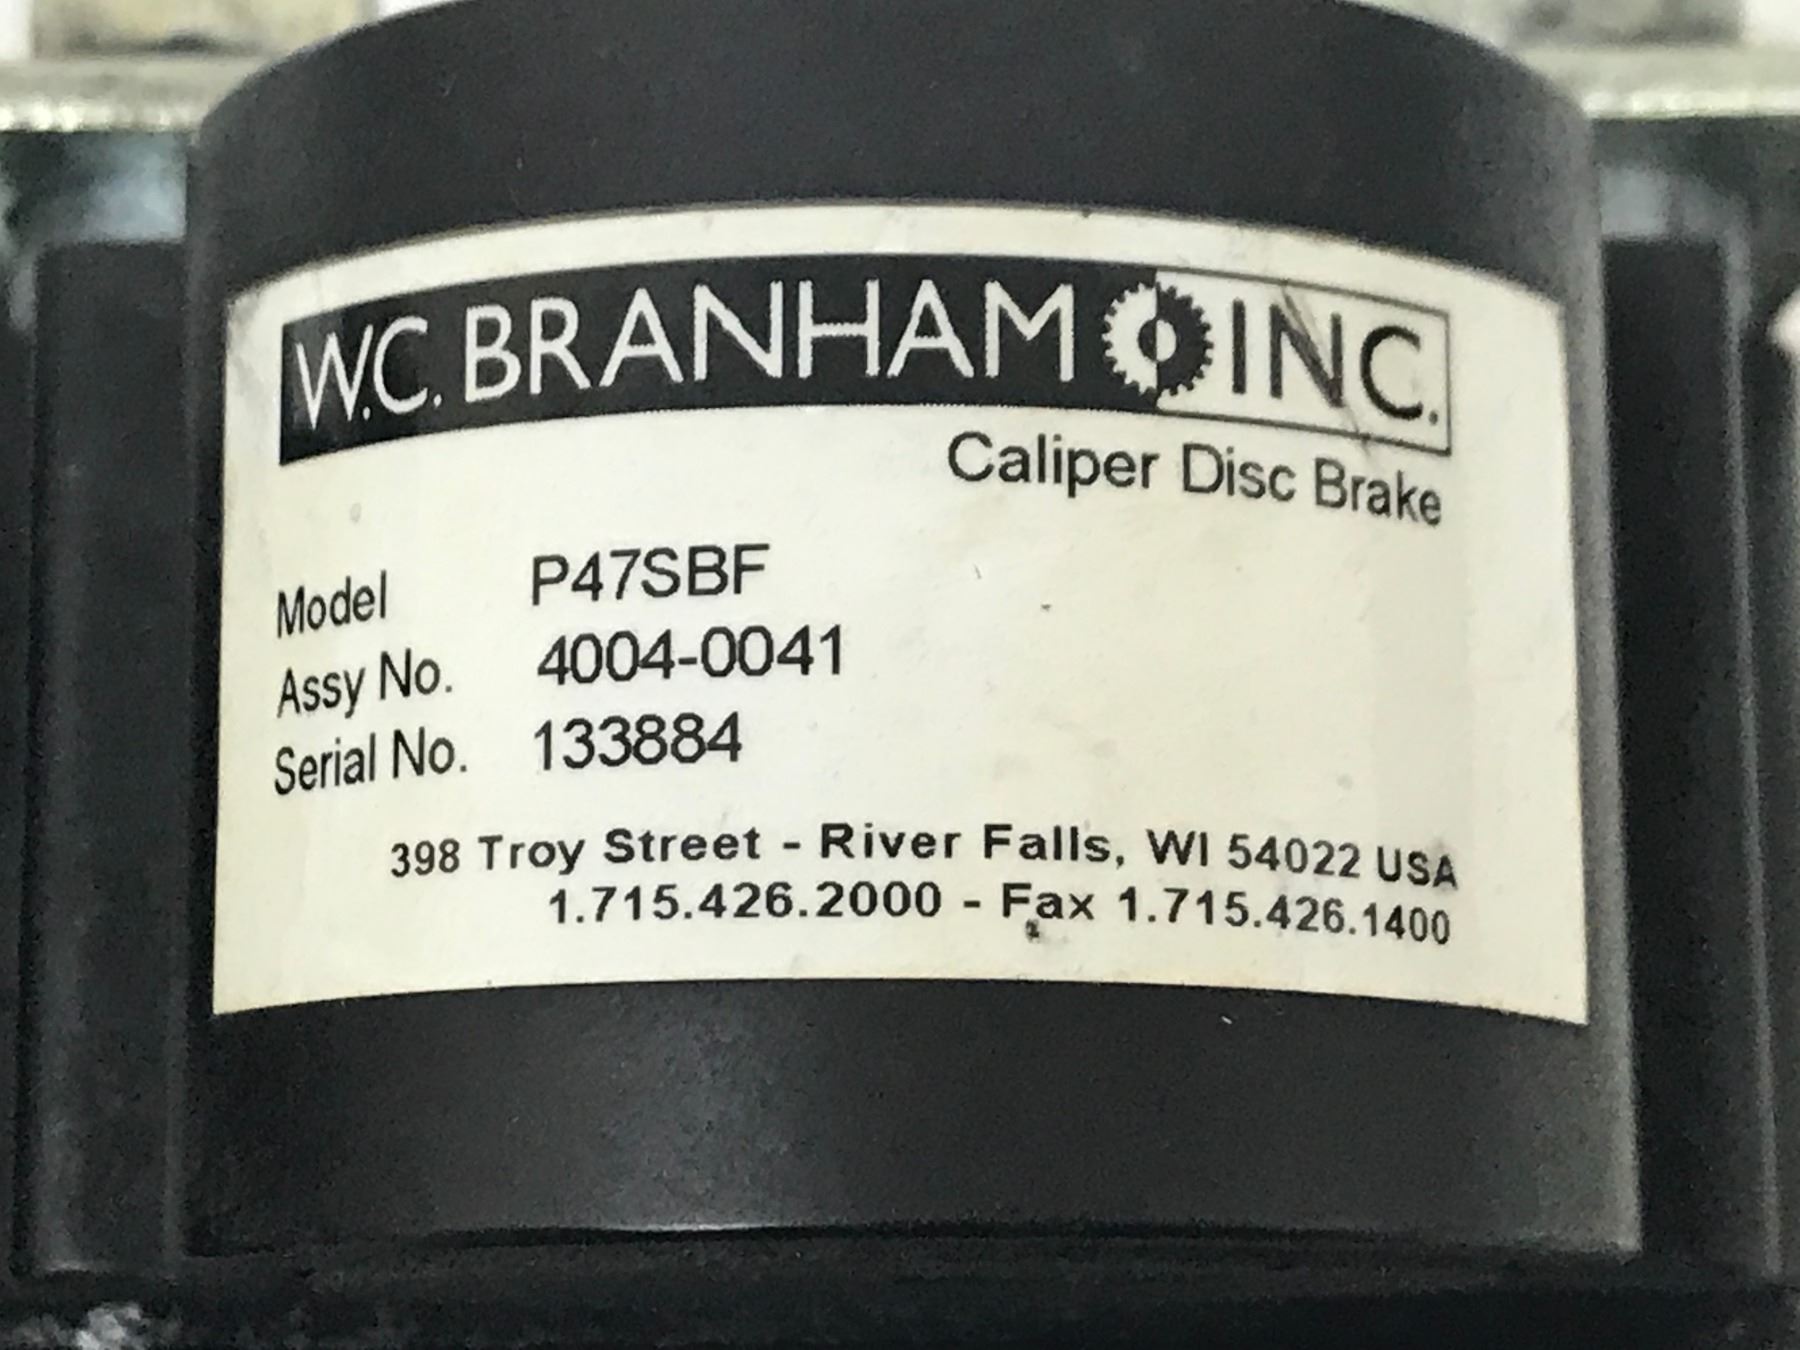 W.C. BRANHAM INC.
Caliper Disc Brake
Model P47SBF
Assy No. 4004-0041
Serial No. 133884
398 Troy Street - River Falls, WI 54022 USA
1.715.426.2000 - Fax 1.715.426.1400